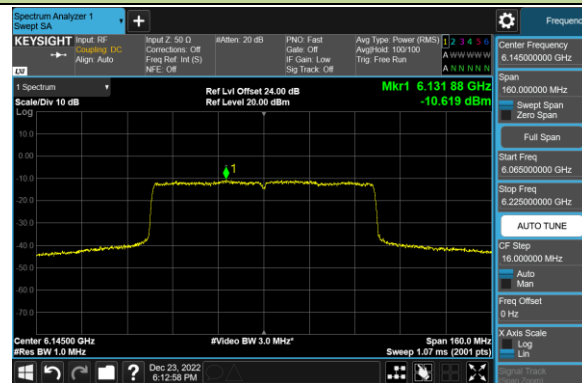 Spectrum Analyzer 1
Swept SA
Frequenc
KEYSIGHT
Input: RF
Coupling: DC
Align: Auto
Input Z: 50 Ω
Corrections: Off
Freq Ref: Int (S)
NFE: Off
#Atten: 20 dB
PNO: Fast
Gate: Off
IF Gain: Low
Sig Track: Off
Avg Type: Power (RMS)
Avg|Hold: 100/100
Trig: Free Run
1 2 3 4 5 6
A W W W W W
A N N N N N
LXI
1 Spectrum
Scale/Div 10 dB
Log
Ref Lvl Offset 24.00 dB
Ref Level 20.00 dBm
Mkr1 6.131 88 GHz
-10.619 dBm
10.0
0.00
-10.0
-20.0
-30.0
-40.0
-50.0
-60.0
-70.0
1
Center 6.14500 GHz
#Res BW 1.0 MHz
#Video BW 3.0 MHz*
Span 160.0 MHz
Sweep 1.07 ms (2001 pts)
Center Frequency
6.145000000 GHz
Span
160.000000 MHz
Swept Span
Zero Span
Full Span
Start Freq
6.065000000 GHz
Stop Freq
6.225000000 GHz
AUTO TUNE
CF Step
16.000000 MHz
Auto
Man
Freq Offset
0 Hz
X Axis Scale
Log
Lin
Signal Track
Dec 23, 2022
6:12:58 PM